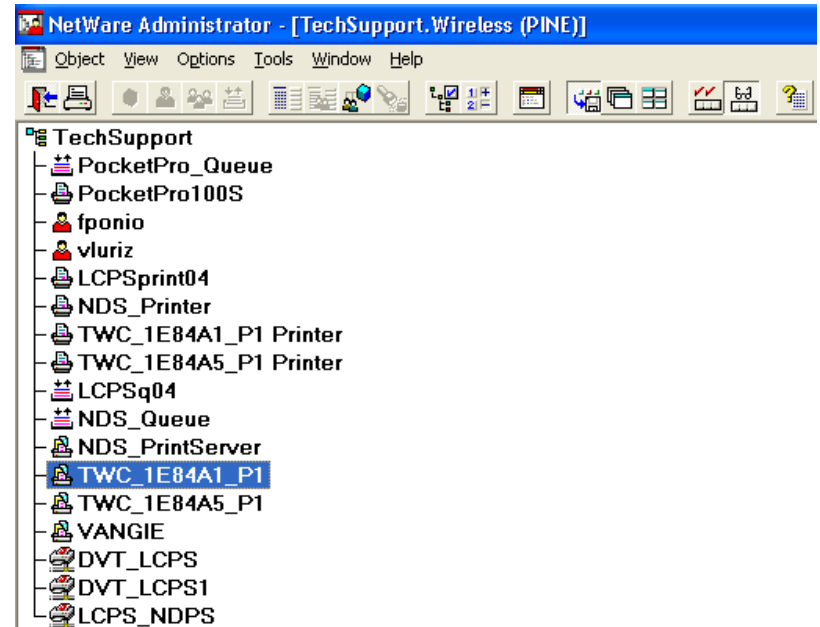 NetWare Administrator - [TechSupport.Wireless (PINE)]
Object View Options Tools Window Help
TechSupport
PocketPro_Queue
PocketPro100S
fponio
vluriz
LCPSprint04
NDS_Printer
TWC_1E84A1_P1 Printer
TWC_1E84A5_P1 Printer
LCPSq04
NDS_Queue
NDS_PrintServer
TWC_1E84A1_P1
TWC_1E84A5_P1
VANGIE
DVT_LCPS
DVT_LCPS1
LCPS_NDPS